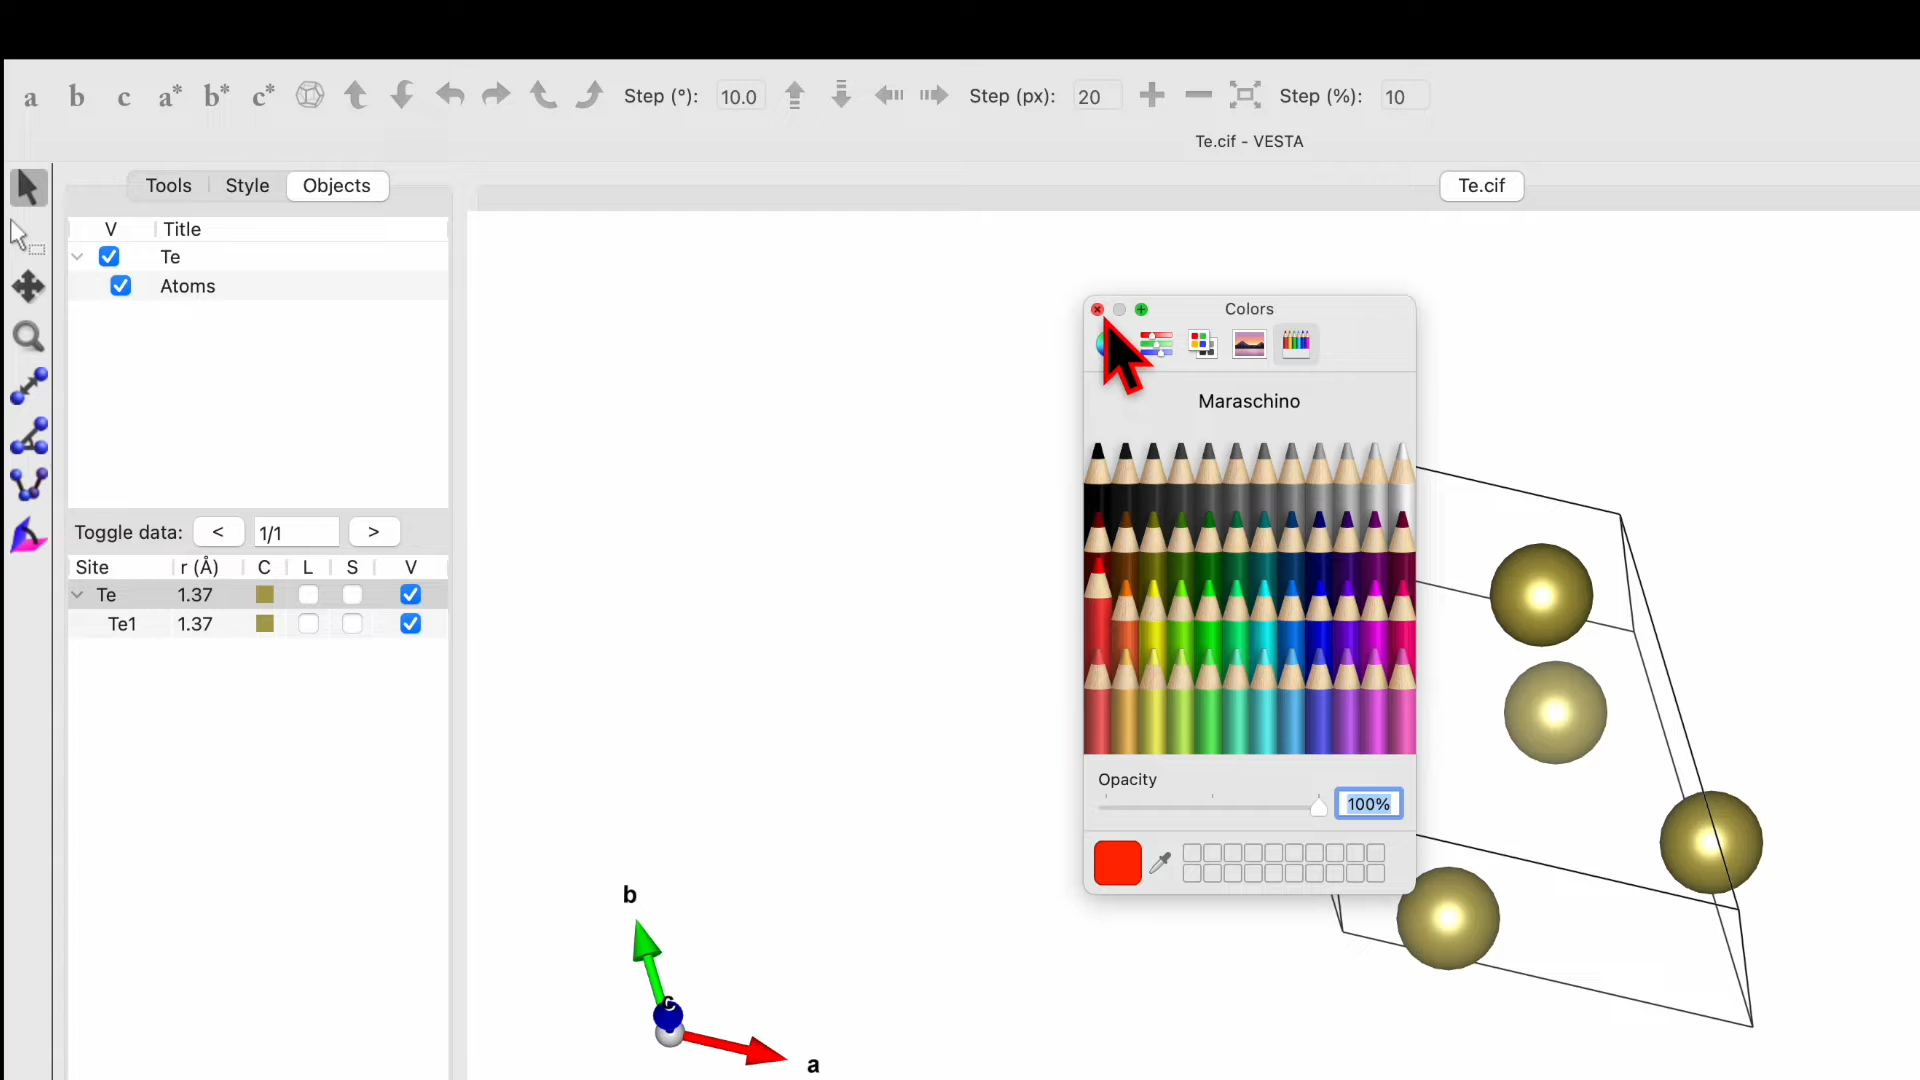 a b c a* b* c* Step (°): 10.0 Step (px): 20 Step (%): 10
Te.cif - VESTA
Tools Style Objects
Te.cif
V Title
Te
Atoms
Toggle data: < 1/1 >
Site r (Å) C L S V
Te 1.37
Te1 1.37
Colors
Maraschino
Opacity
100%
b
c
a